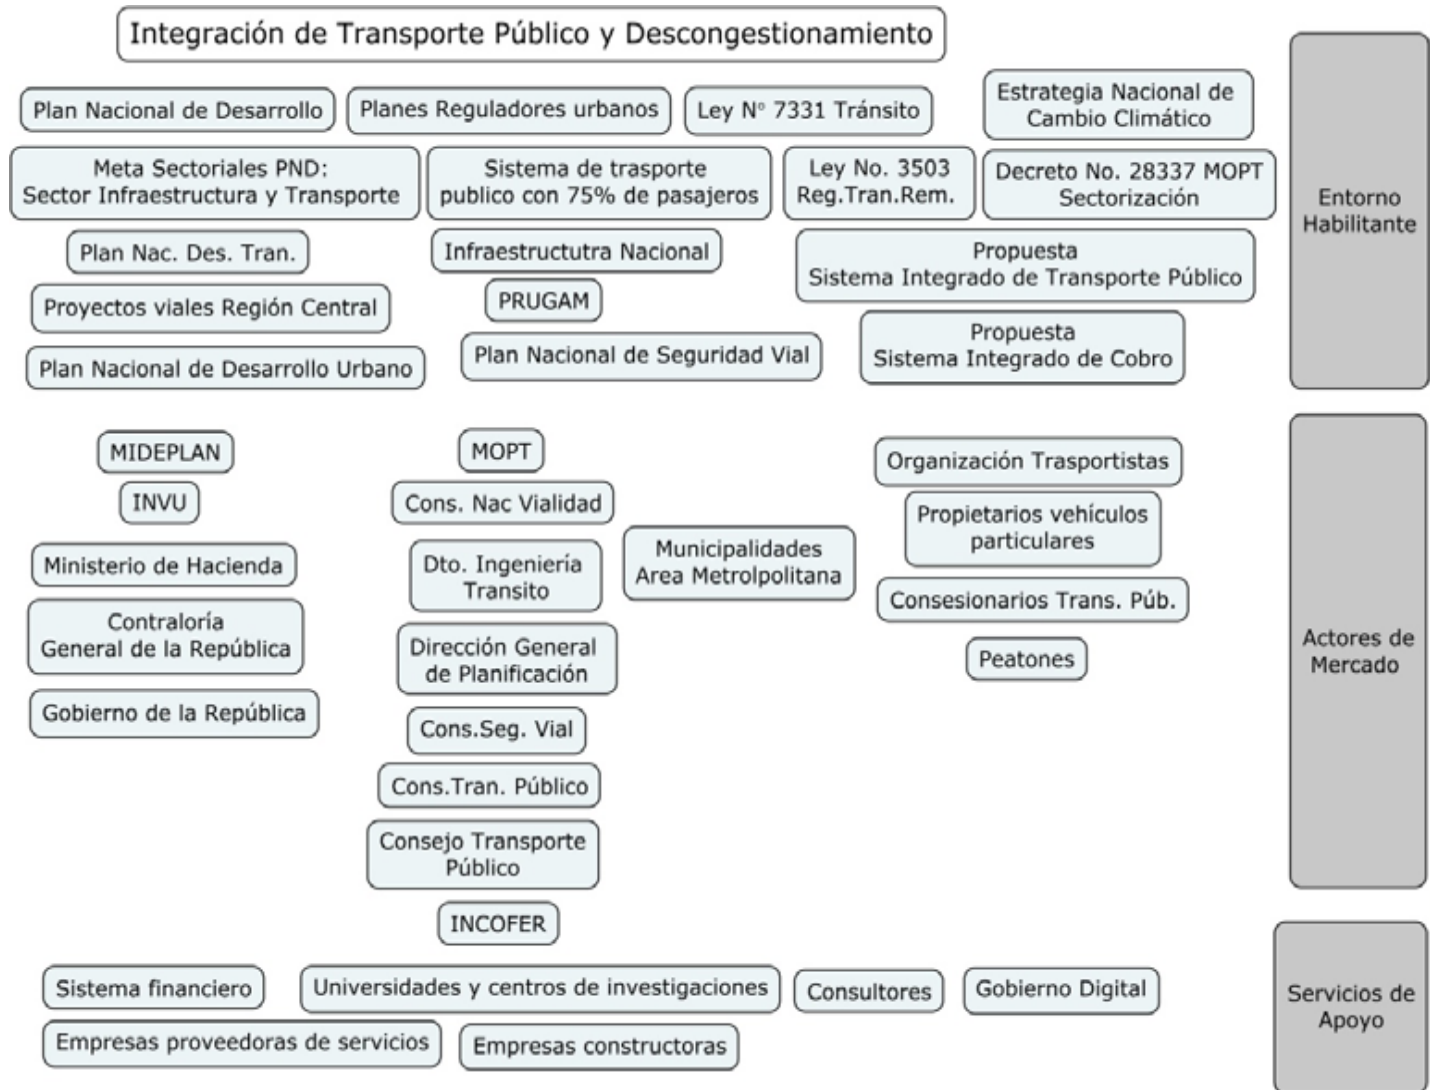 Integración de Transporte Público y Descongestionamiento
Plan Nacional de Desarrollo
Planes Reguladores urbanos
Ley Nº 7331 Tránsito
Estrategia Nacional de
Cambio Climático
Meta Sectoriales PND:
Sector Infraestructura y Transporte
Sistema de trasporte
publico con 75% de pasajeros
Ley No. 3503
Reg.Tran.Rem.
Decreto No. 28337 MOPT
Sectorización
Plan Nac. Des. Tran.
Infraestructutra Nacional
Propuesta
Sistema Integrado de Transporte Público
Proyectos viales Región Central
PRUGAM
Plan Nacional de Desarrollo Urbano
Plan Nacional de Seguridad Vial
Propuesta
Sistema Integrado de Cobro
Entorno
Habilitante
MIDEPLAN
INVU
Ministerio de Hacienda
Contraloría
General de la República
Gobierno de la República
MOPT
Cons. Nac Vialidad
Dto. Ingeniería
Transito
Dirección General
de Planificación
Cons.Seg. Vial
Cons.Tran. Público
Consejo Transporte
Público
INCOFER
Municipalidades
Area Metrolpolitana
Organización Trasportistas
Propietarios vehículos
particulares
Consesionarios Trans. Púb.
Peatones
Actores de
Mercado
Sistema financiero
Universidades y centros de investigaciones
Consultores
Gobierno Digital
Empresas proveedoras de servicios
Empresas constructoras
Servicios de
Apoyo